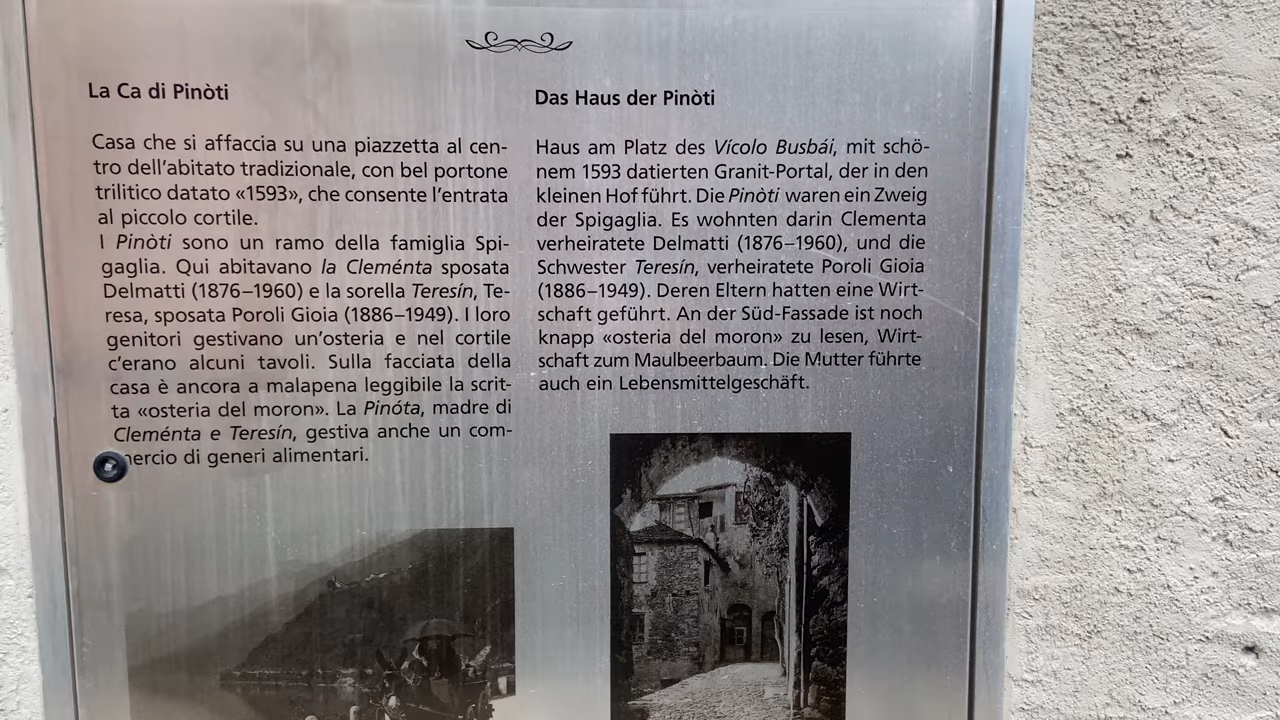 La Ca di Pinòti
Casa che si affaccia su una piazzetta al cen-
tro dell'abitato tradizionale, con bel portone
trilitico datato «1593», che consente l'entrata
al piccolo cortile.
I Pinòti sono un ramo della famiglia Spi-
gaglia. Qui abitavano la Cleménta sposata
Delmatti (1876–1960) e la sorella Teresín, Te-
resa, sposata Poroli Gioia (1886–1949). I loro
genitori gestivano un'osteria e nel cortile
c'erano alcuni tavoli. Sulla facciata della
casa è ancora a malapena leggibile la scrit-
ta «osteria del moron». La Pinóta, madre di
Cleménta e Teresín, gestiva anche un com-
mercio di generi alimentari.
Das Haus der Pinòti
Haus am Platz des Vícolo Busbái, mit schö-
nem 1593 datierten Granit-Portal, der in den
kleinen Hof führt. Die Pinòti waren ein Zweig
der Spigaglia. Es wohnten darin Clementa
verheiratete Delmatti (1876–1960), und die
Schwester Teresín, verheiratete Poroli Gioia
(1886–1949). Deren Eltern hatten eine Wirt-
schaft geführt. An der Süd-Fassade ist noch
knapp «osteria del moron» zu lesen, Wirt-
schaft zum Maulbeerbaum. Die Mutter führte
auch ein Lebensmittelgeschäft.